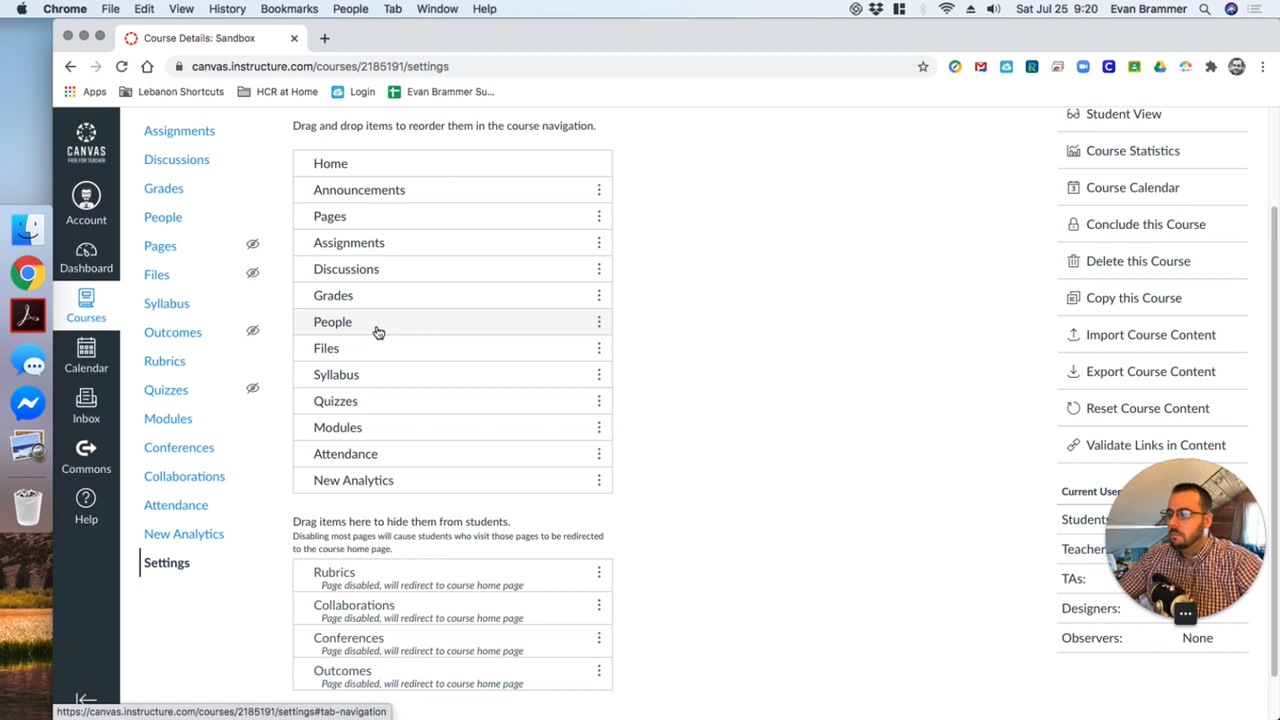 Chrome File Edit View History Bookmarks People Tab Window Help Sat Jul 25 9:20 Evan Brammer
Course Details: Sandbox
canvas.instructure.com/courses/2185191/settings
Apps Lebanon Shortcuts HCR at Home Login Evan Brammer Su...
CANVAS
FREE FOR TEACHER
Account
Dashboard
Courses
Calendar
Inbox
Commons
Help
Assignments
Discussions
Grades
People
Pages
Files
Syllabus
Outcomes
Rubrics
Quizzes
Modules
Conferences
Collaborations
Attendance
New Analytics
Settings
Drag and drop items to reorder them in the course navigation.
Home
Announcements
Pages
Assignments
Discussions
Grades
People
Files
Syllabus
Quizzes
Modules
Attendance
New Analytics
Drag items here to hide them from students.
Disabling most pages will cause students who visit those pages to be redirected
to the course home page.
Rubrics
Page disabled, will redirect to course home page
Collaborations
Page disabled, will redirect to course home page
Conferences
Page disabled, will redirect to course home page
Outcomes
Page disabled, will redirect to course home page
Student View
Course Statistics
Course Calendar
Conclude this Course
Delete this Course
Copy this Course
Import Course Content
Export Course Content
Reset Course Content
Validate Links in Content
Current User
Students
Teacher
TAs:
Designers:
Observers: None
https://canvas.instructure.com/courses/2185191/settings#tab-navigation